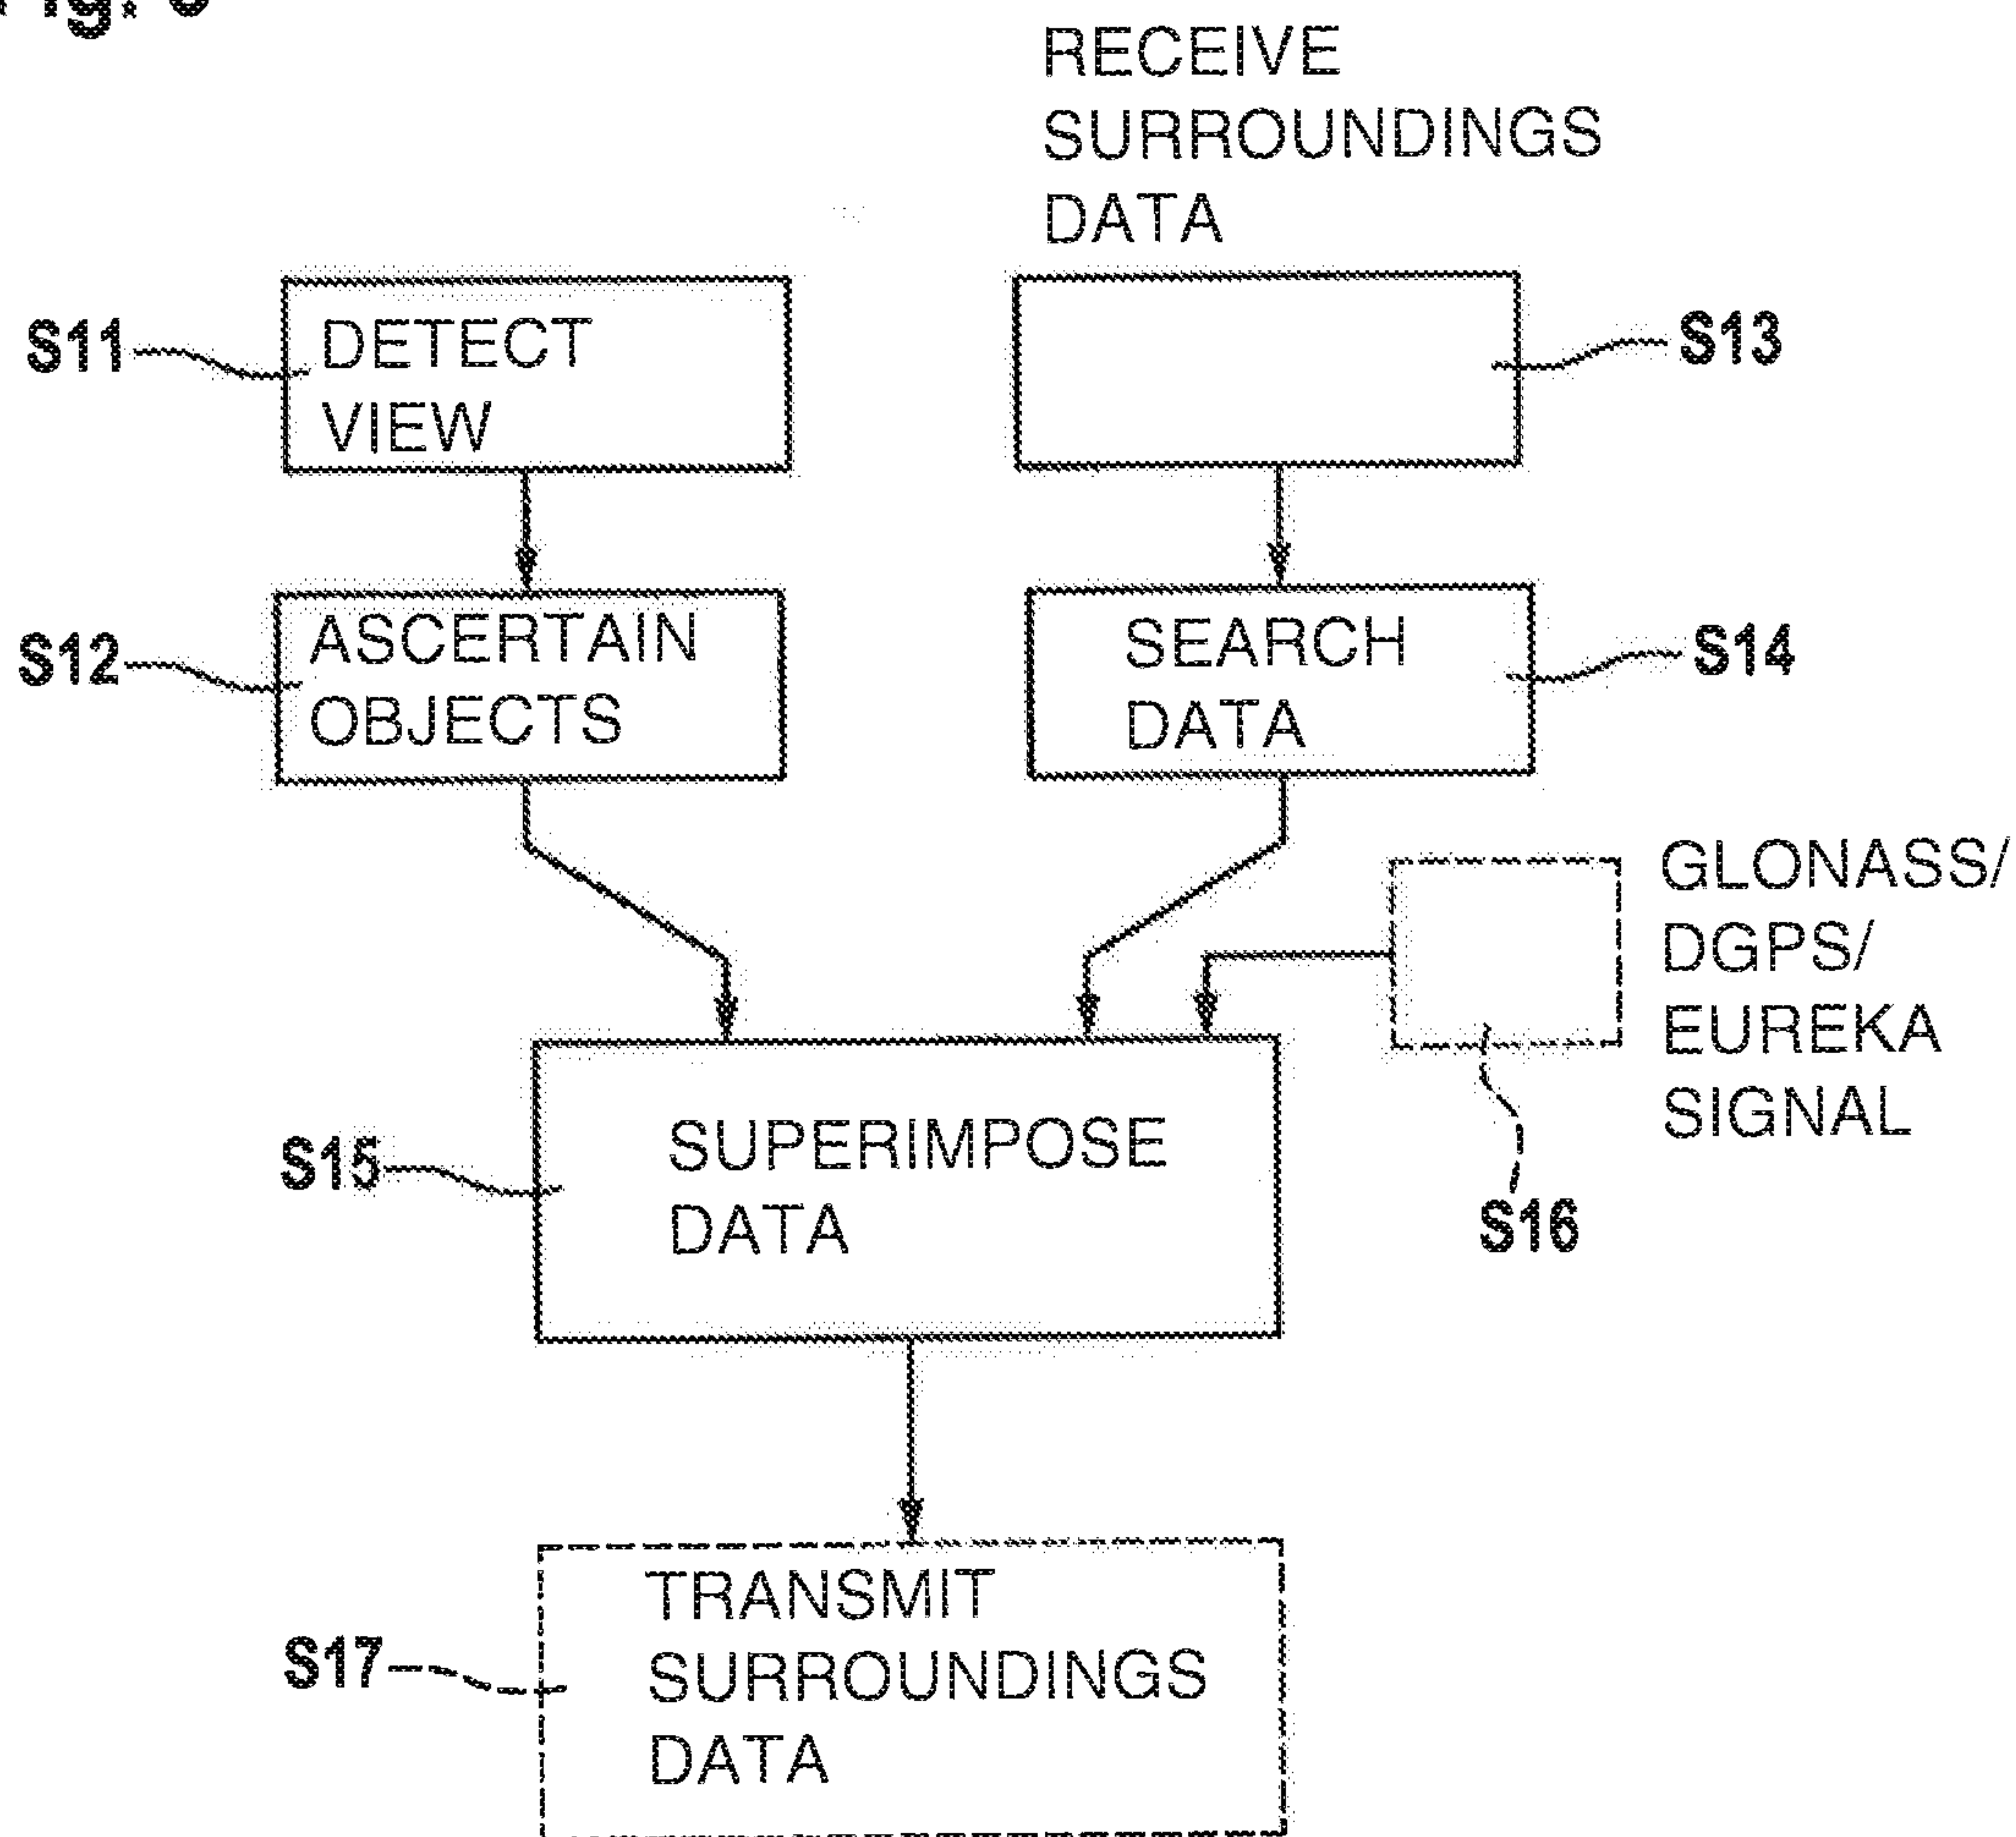 RECEIVE
SURROUNDINGS
DATA
S11
DETECT
VIEW
S13
S12
ASCERTAIN
OBJECTS
SEARCH
DATA
S14
GLONASS/
DGPS/
EUREKA
SIGNAL
S15
SUPERIMPOSE
DATA
S16
S17
TRANSMIT
SURROUNDINGS
DATA